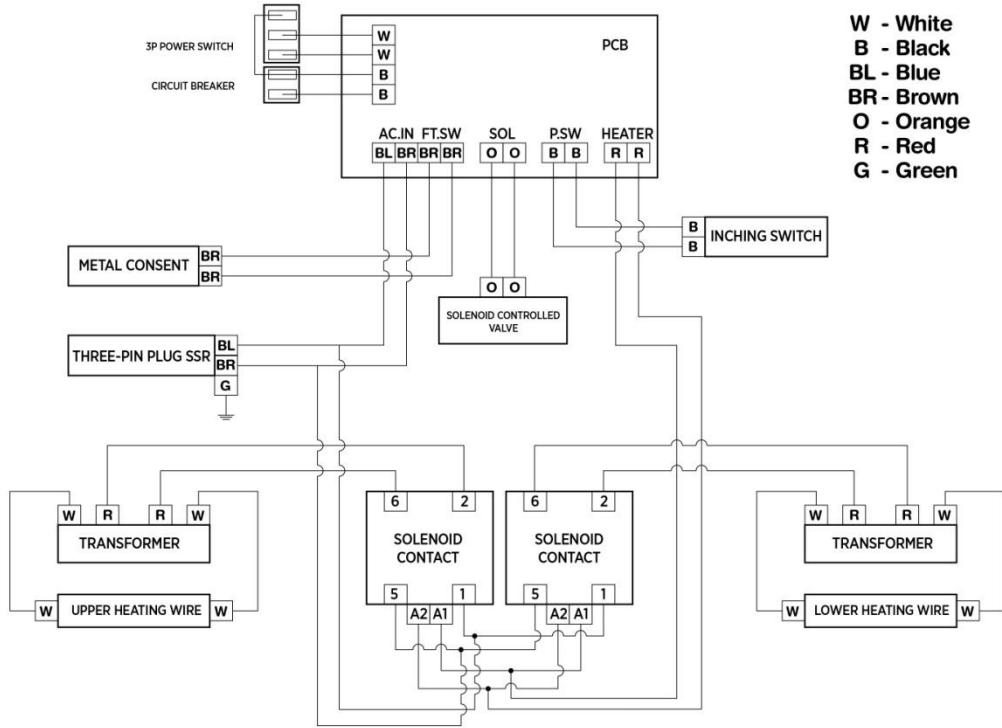 3P POWER SWITCH
CIRCUIT BREAKER
W
W
B
B
PCB
AC.IN FT.SW SOL P.SW HEATER
BL BR BR BR O O B B R R
W - White
B - Black
BL - Blue
BR - Brown
O - Orange
R - Red
G - Green
B
B
INCHING SWITCH
METAL CONSENT
BR
BR
O O
SOLENOID CONTROLLED
VALVE
THREE-PIN PLUG SSR
BL
BR
G
W R R W
TRANSFORMER
W UPPER HEATING WIRE W
6 2
SOLENOID
CONTACT
5 1
A2 A1
6 2
SOLENOID
CONTACT
5 1
A2 A1
W R R W
TRANSFORMER
W LOWER HEATING WIRE W